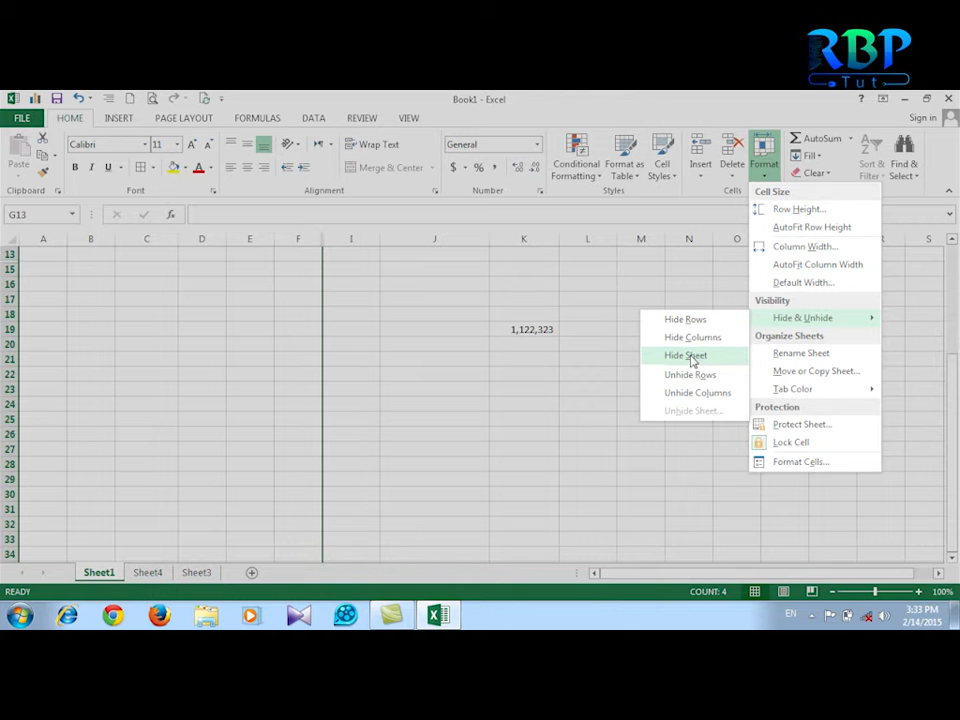 RBP
Tut
Book1 - Excel
?
FILE HOME INSERT PAGE LAYOUT FORMULAS DATA REVIEW VIEW Sign in
Paste
Calibri 11 A A
B I U A
Wrap Text
Merge & Center
General
$ % ,
Conditional Formatting
Format as Table
Cell Styles
Insert Delete Format
AutoSum
Fill
Clear
Sort & Filter
Find & Select
Font Alignment Number Styles Cells
G13 fx
A B C D E F I J K L M N O S
13
15
16
17
18
19 1,122,323
20
21
22
23
24
25
26
27
28
29
30
31
32
33
34
Cell Size
Row Height...
AutoFit Row Height
Column Width...
AutoFit Column Width
Default Width...
Visibility
Hide & Unhide
Organize Sheets
Rename Sheet
Move or Copy Sheet...
Tab Color
Protection
Protect Sheet...
Lock Cell
Format Cells...
Hide Rows
Hide Columns
Hide Sheet
Unhide Rows
Unhide Columns
Unhide Sheet...
Sheet1 Sheet4 Sheet3
READY COUNT: 4 100%
EN 3:33 PM
2/14/2015